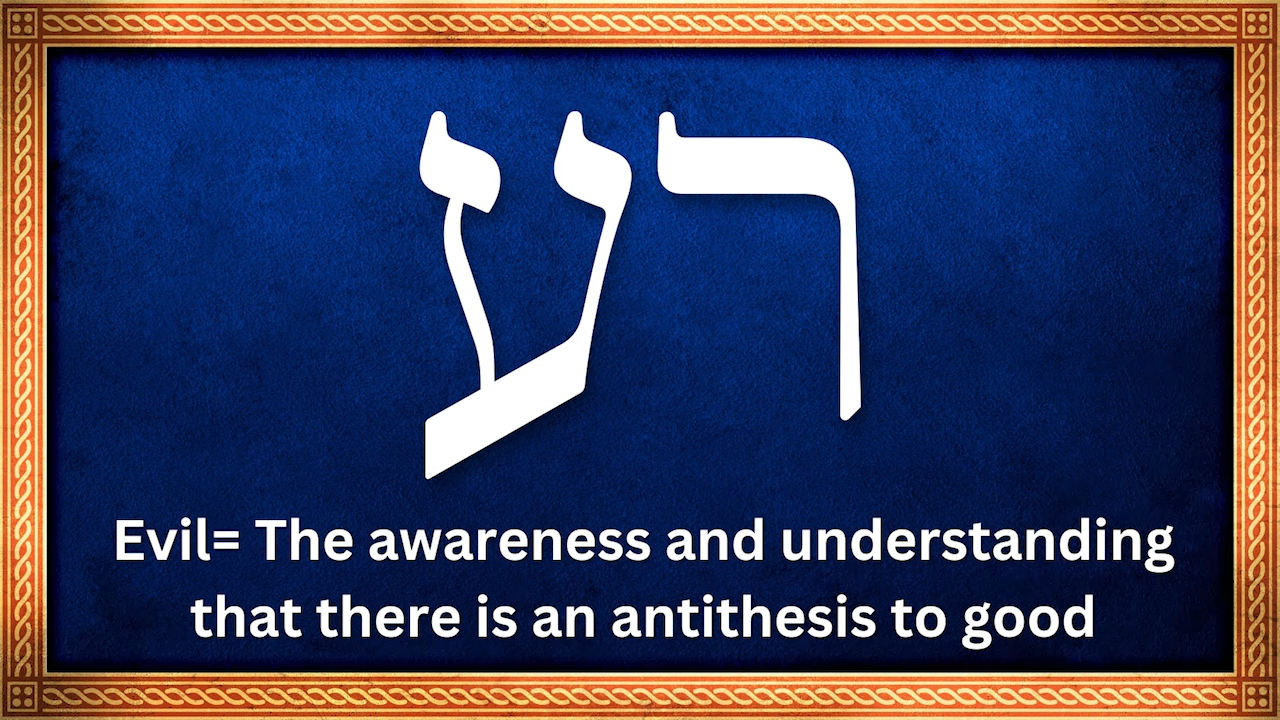 רע
Evil= The awareness and understanding
that there is an antithesis to good